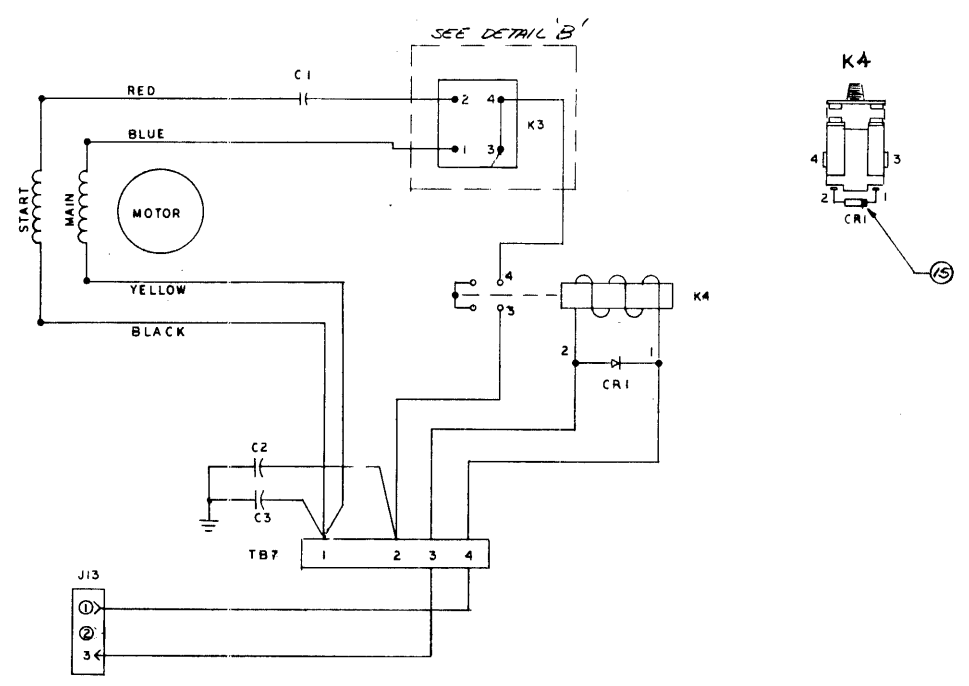 SEE DETAIL 'B'
K4
C1
RED
2 4
K3
BLUE
1 3
4 3
START
MAIN
MOTOR
2 1
CR1
15
4
YELLOW
K4
3
BLACK
2 1
CR1
C2
C3
TB7 1 2 3 4
J13
1
2
3